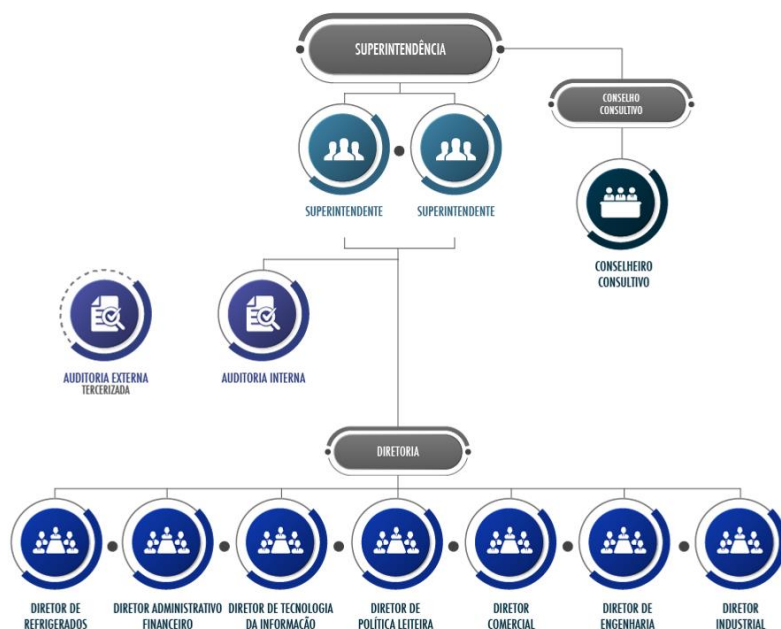 SUPERINTENDÊNCIA
CONSELHO
CONSULTIVO
SUPERINTENDENTE
SUPERINTENDENTE
CONSELHEIRO
CONSULTIVO
AUDITORIA EXTERNA
TERCERIZADA
AUDITORIA INTERNA
DIRETORIA
DIRETOR DE
REFRIGERADOS
DIRETOR ADMINISTRATIVO
FINANCEIRO
DIRETOR DE TECNOLOGIA
DA INFORMAÇÃO
DIRETOR DE
POLÍTICA LEITEIRA
DIRETOR
COMERCIAL
DIRETOR
DE ENGENHARIA
DIRETOR
INDUSTRIAL